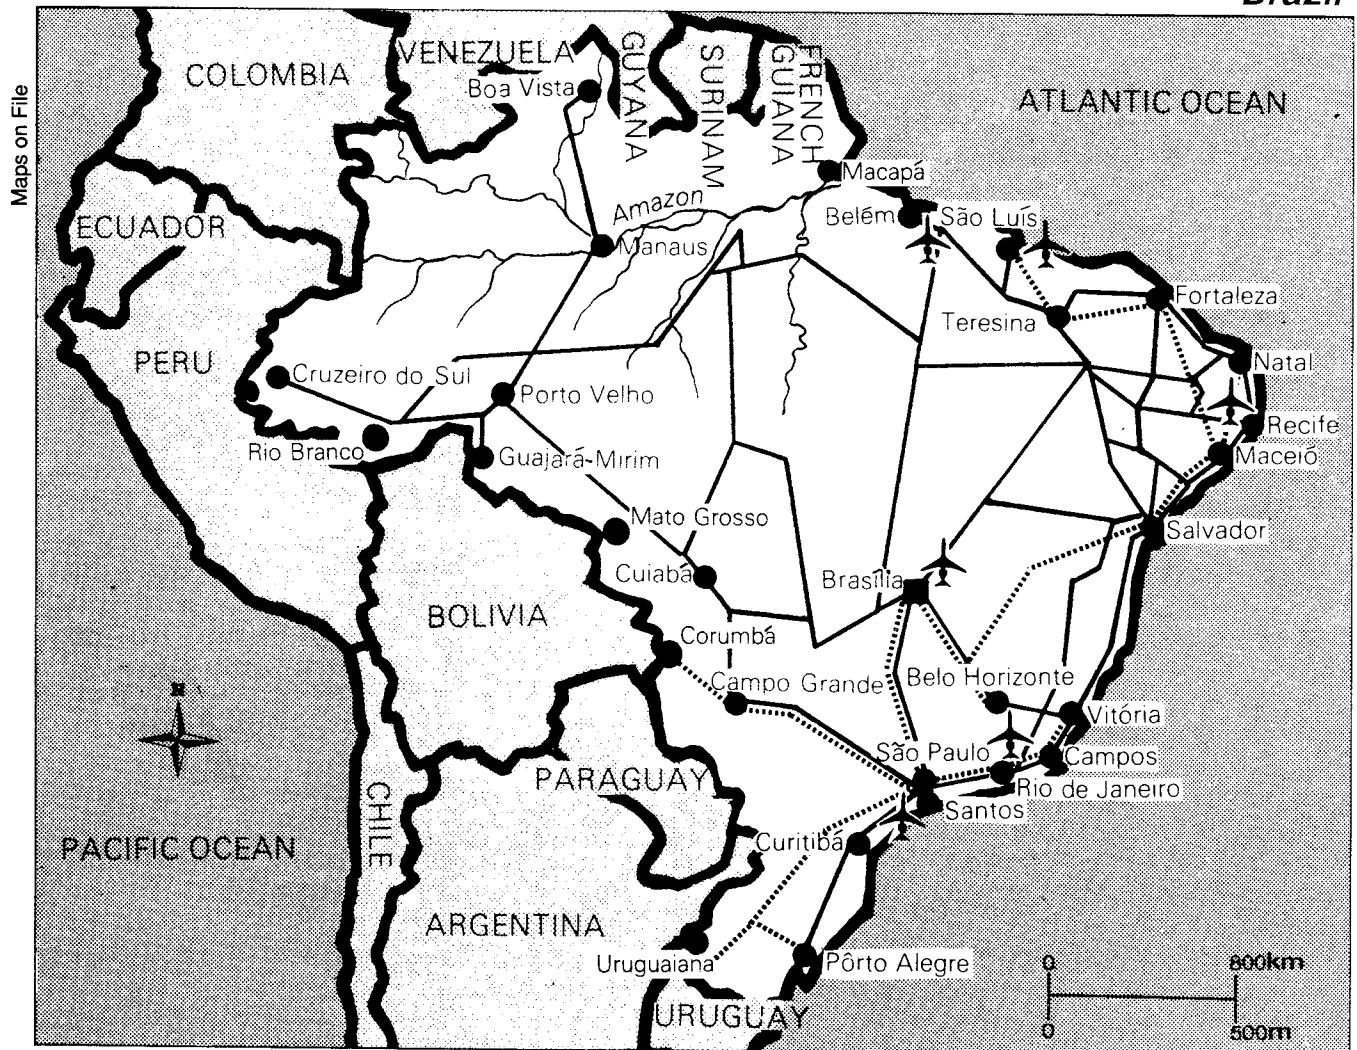 Brazil
Maps on File
COLOMBIA
VENEZUELA
GUYANA
SURINAM
FRENCH
GUIANA
ATLANTIC OCEAN
Boa Vista
Macapá
ECUADOR
Amazon
Belém
São Luís
Manaus
Fortaleza
Teresina
PERU
Natal
Cruzeiro do Sul
Porto Velho
Recife
Rio Branco
Guajará-Mirim
Maceió
Mato Grosso
Salvador
Cuiabá
Brasília
BOLIVIA
Corumbá
Campo Grande
Belo Horizonte
N
Vitória
São Paulo
Campos
PARAGUAY
Rio de Janeiro
CHILE
Santos
PACIFIC OCEAN
Curitibá
ARGENTINA
Uruguaiana
Pôrto Alegre
0 800km
URUGUAY
0 500m